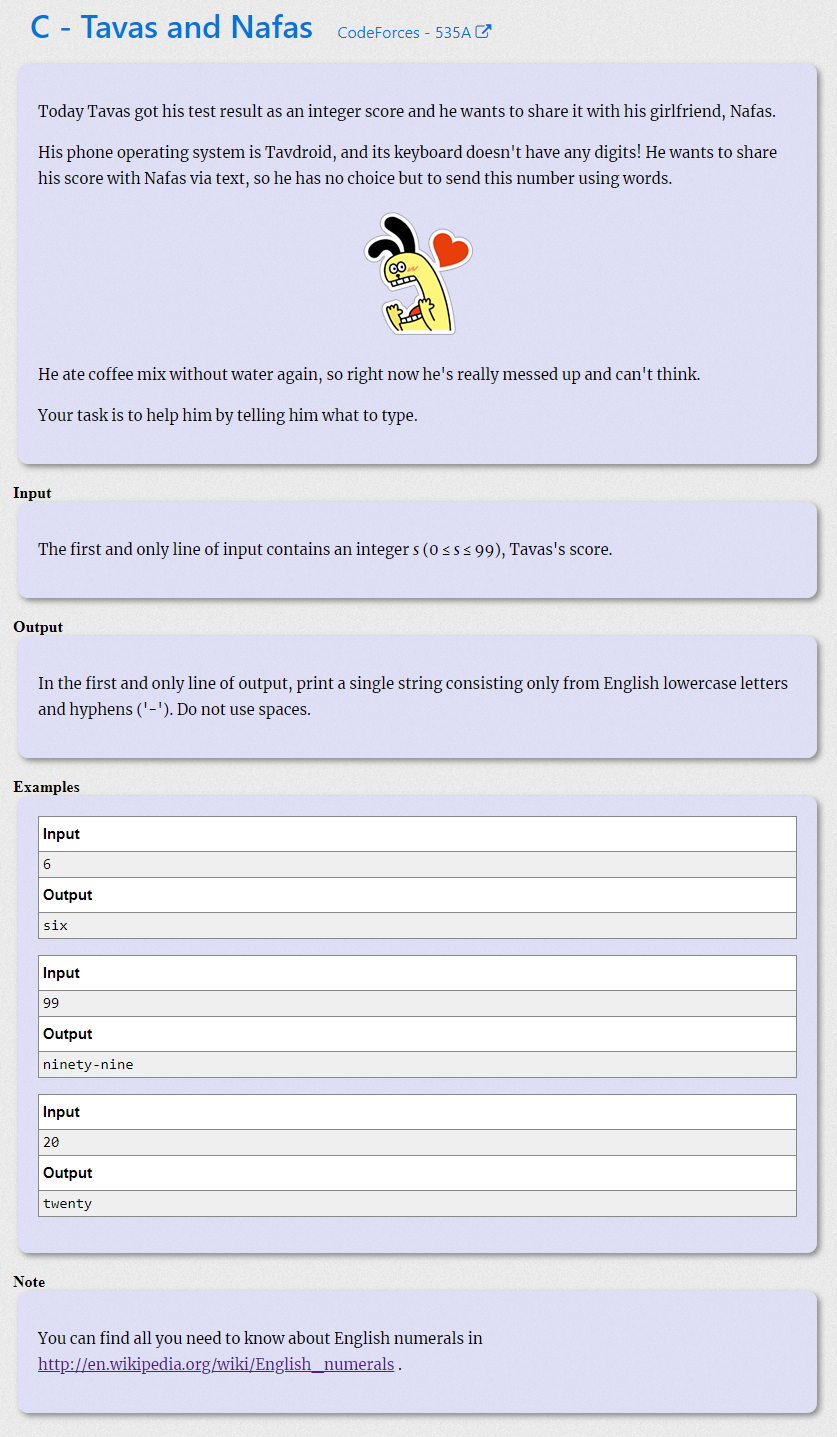 C - Tavas and Nafas CodeForces - 535A
Today Tavas got his test result as an integer score and he wants to share it with his girlfriend, Nafas.
His phone operating system is Tavdroid, and its keyboard doesn't have any digits! He wants to share
his score with Nafas via text, so he has no choice but to send this number using words.
He ate coffee mix without water again, so right now he's really messed up and can't think.
Your task is to help him by telling him what to type.
Input
The first and only line of input contains an integer s (0 ≤ s ≤ 99), Tavas's score.
Output
In the first and only line of output, print a single string consisting only from English lowercase letters
and hyphens ('-'). Do not use spaces.
Examples
Input
6
Output
six
Input
99
Output
ninety-nine
Input
20
Output
twenty
Note
You can find all you need to know about English numerals in
http://en.wikipedia.org/wiki/English_numerals .